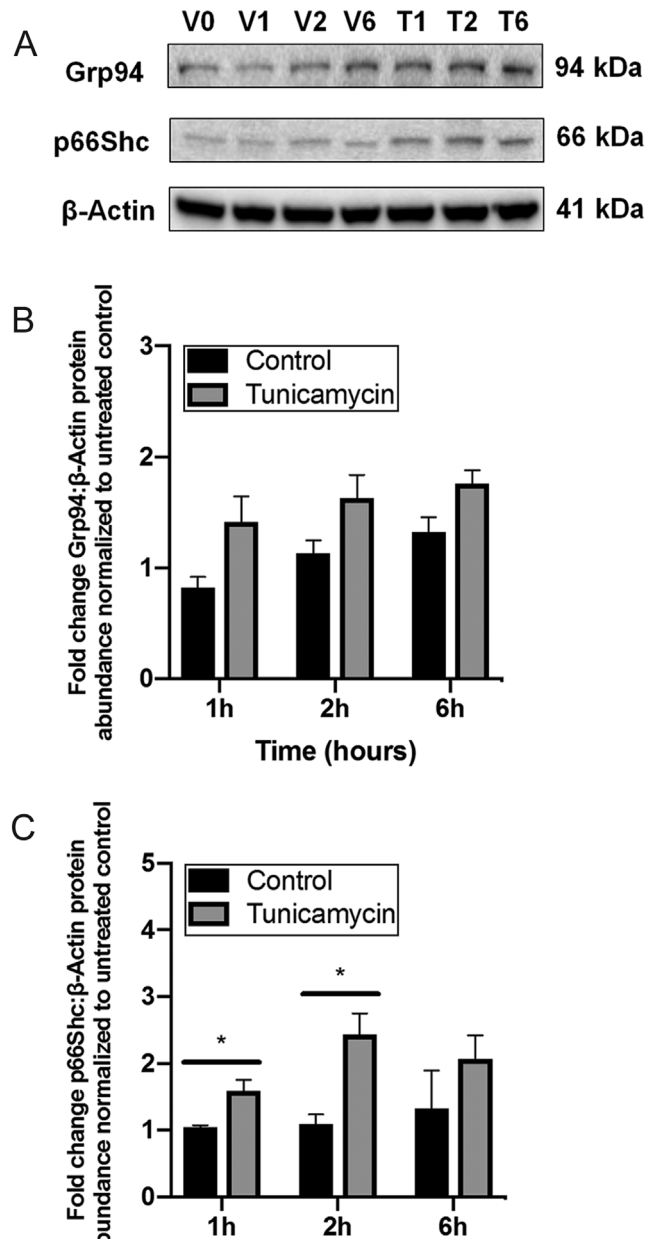 A
V0 V1 V2 V6 T1 T2 T6
Grp94 94 kDa
p66Shc 66 kDa
β-Actin 41 kDa
B
Fold change Grp94:β-Actin protein
abundance normalized to untreated control
3
2
1
0
Control
Tunicamycin
1h 2h 6h
Time (hours)
C
Fold change p66Shc:β-Actin protein
bundance normalized to untreated control
5
4
3
2
1
0
Control
Tunicamycin
*
*
1h 2h 6h